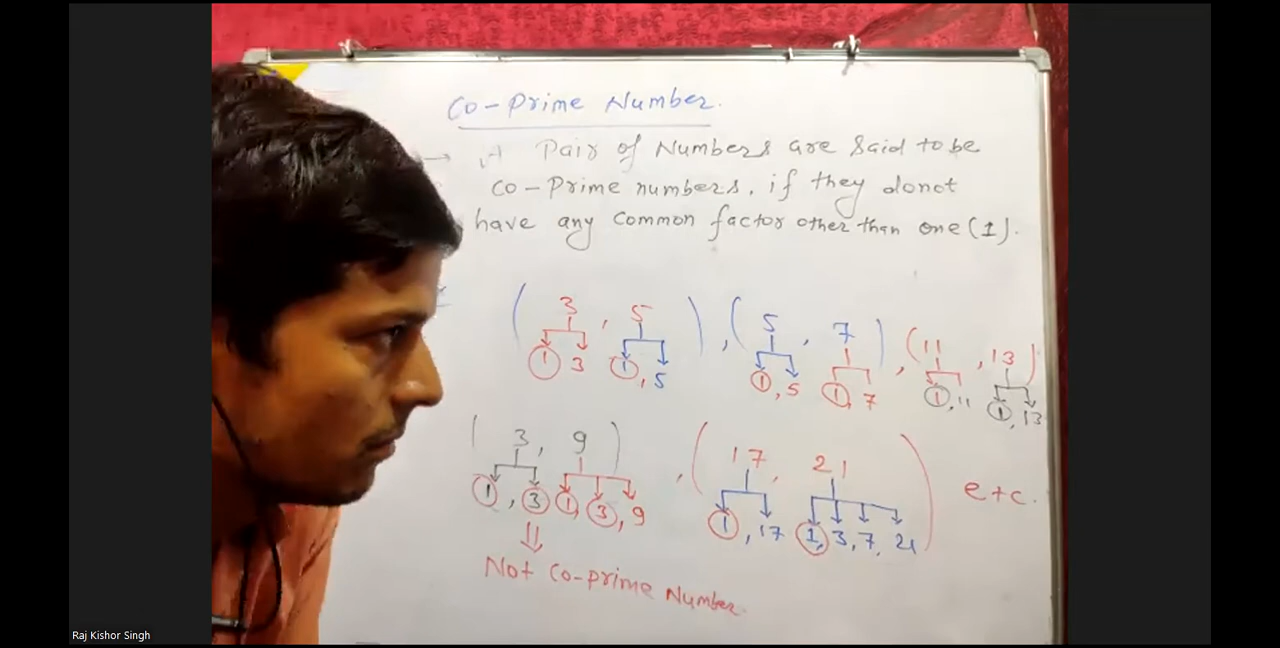 Co-Prime Number.
→ Pair of Numbers are said to be
Co-Prime numbers, if they donot
have any common factor other than one (1).
( 3 , 5 ) , ( 5 , 7 ) , ( 11 , 13 )
1 3 1 , 5 1 , 5 1 , 7 1 , 11 1 , 13
( 3 , 9 ) , ( 17 , 21 ) etc.
1 , 3 1 , 3 , 9 1 , 17 1 , 3 , 7 , 21
⇓
Not Co-prime Number.
Raj Kishor Singh